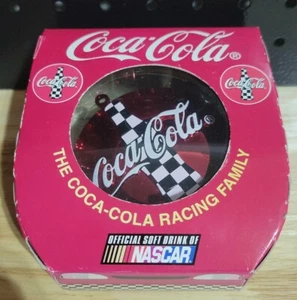 Coca-Cola®
Coca-Cola
Coca-Cola
Coca-Cola®
THE COCA-COLA RACING FAMILY
OFFICIAL SOFT DRINK OF
NASCAR